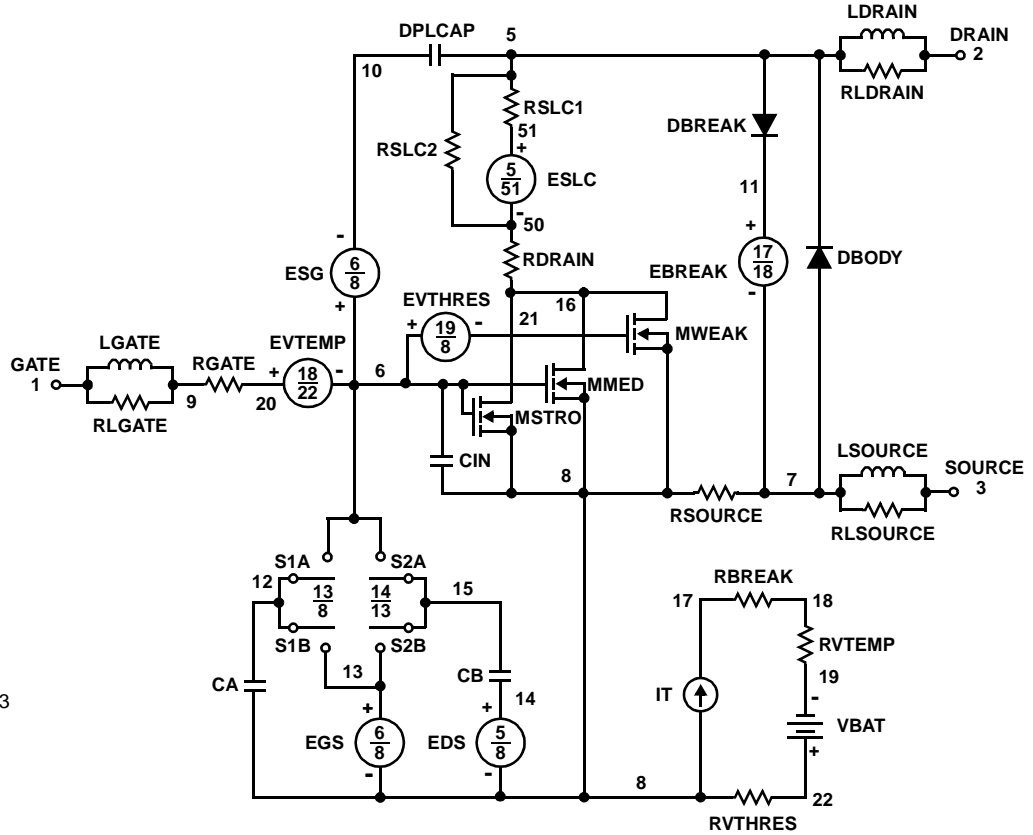 LDRAIN
DPLCAP 5 DRAIN
2
10
RLDRAIN
RSLC1
51
DBREAK
+
RSLC2
5
51
ESLC
11
-
50
-
+
17
18
RDRAIN
DBODY
6
8
ESG
EBREAK
-
EVTHRES
+
16
21
+
19
8
-
MWEAK
LGATE
EVTEMP
GATE
1
RGATE
+
18
22
-
6
MMED
9
20
MSTRO
RLGATE
LSOURCE
CIN
8
7
SOURCE
3
RSOURCE
RLSOURCE
S1A
S2A
12
13
8
14
13
15
RBREAK
17
18
S1B
S2B
RVTEMP
13
CB
19
CA
14
IT
-
+
+
VBAT
EGS
6
8
EDS
5
8
+
-
-
8
22
RVTHRES
3